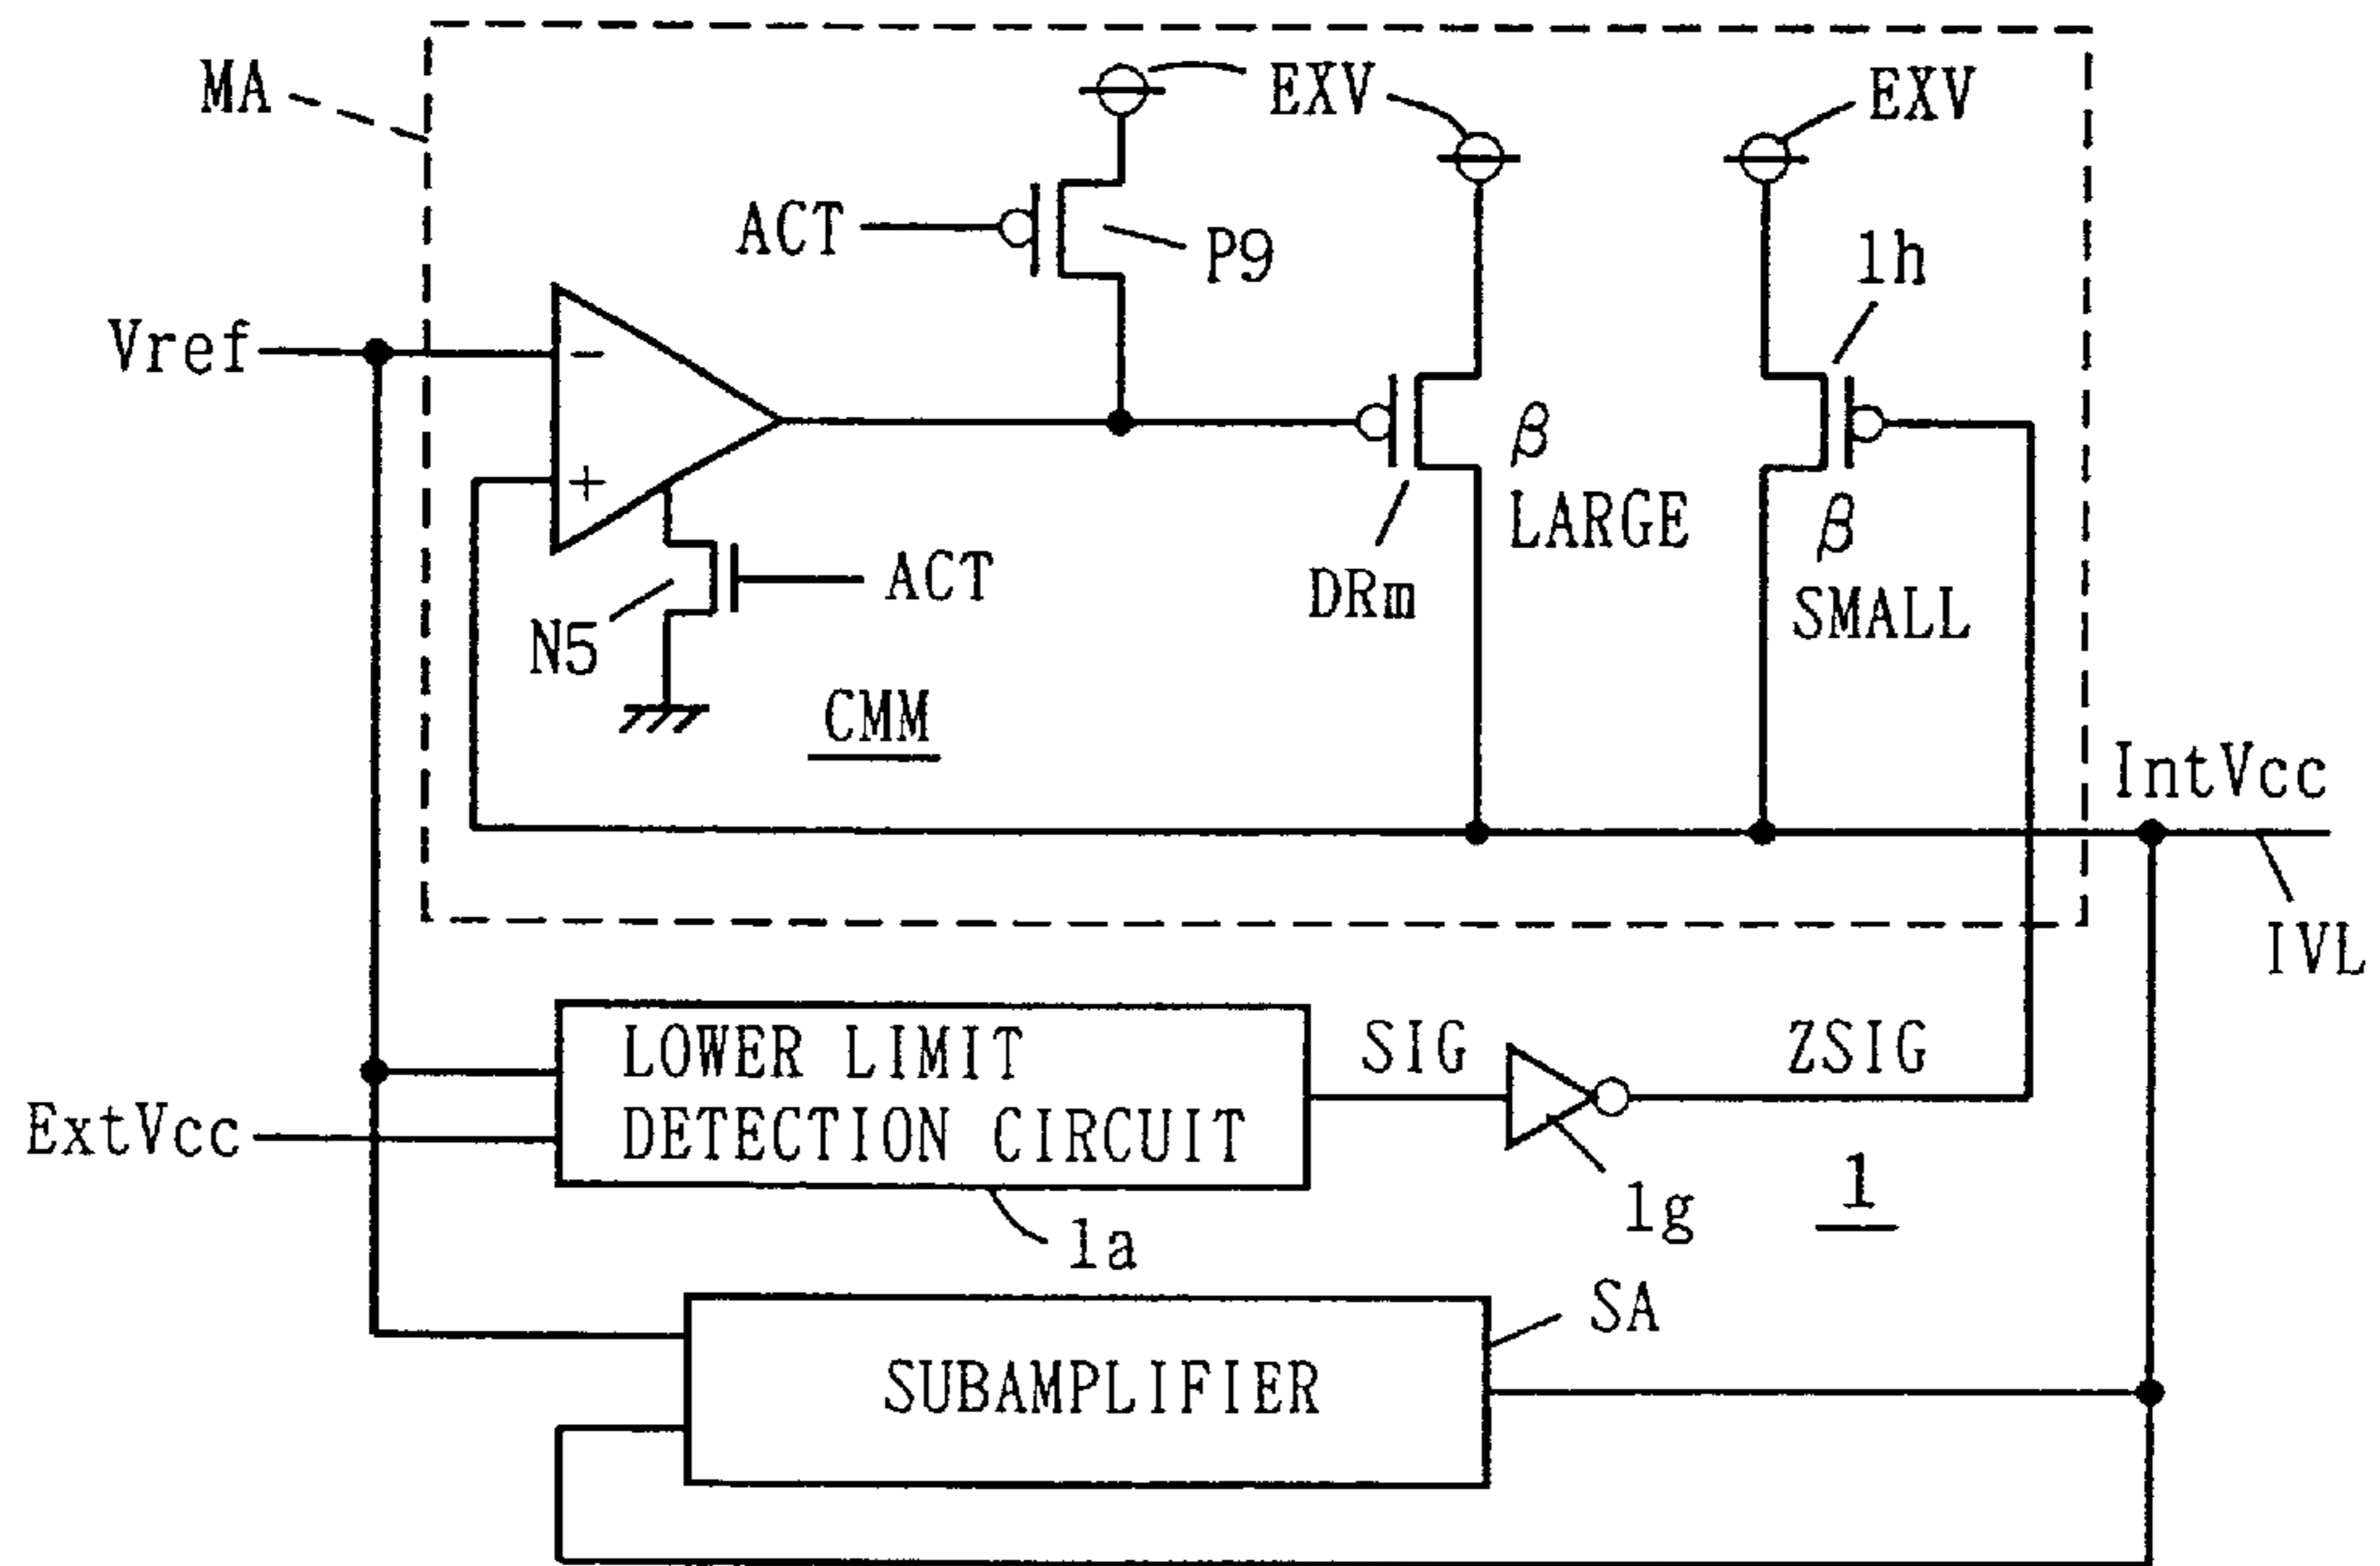 MA
EXV
EXV
ACT
P9
1h
Vref
-
+
β
LARGE
β
SMALL
DRm
ACT
N5
CMM
IntVcc
IVL
LOWER LIMIT
DETECTION CIRCUIT
SIG
ZSIG
ExtVcc
1a
1g
1
SA
SUBAMPLIFIER